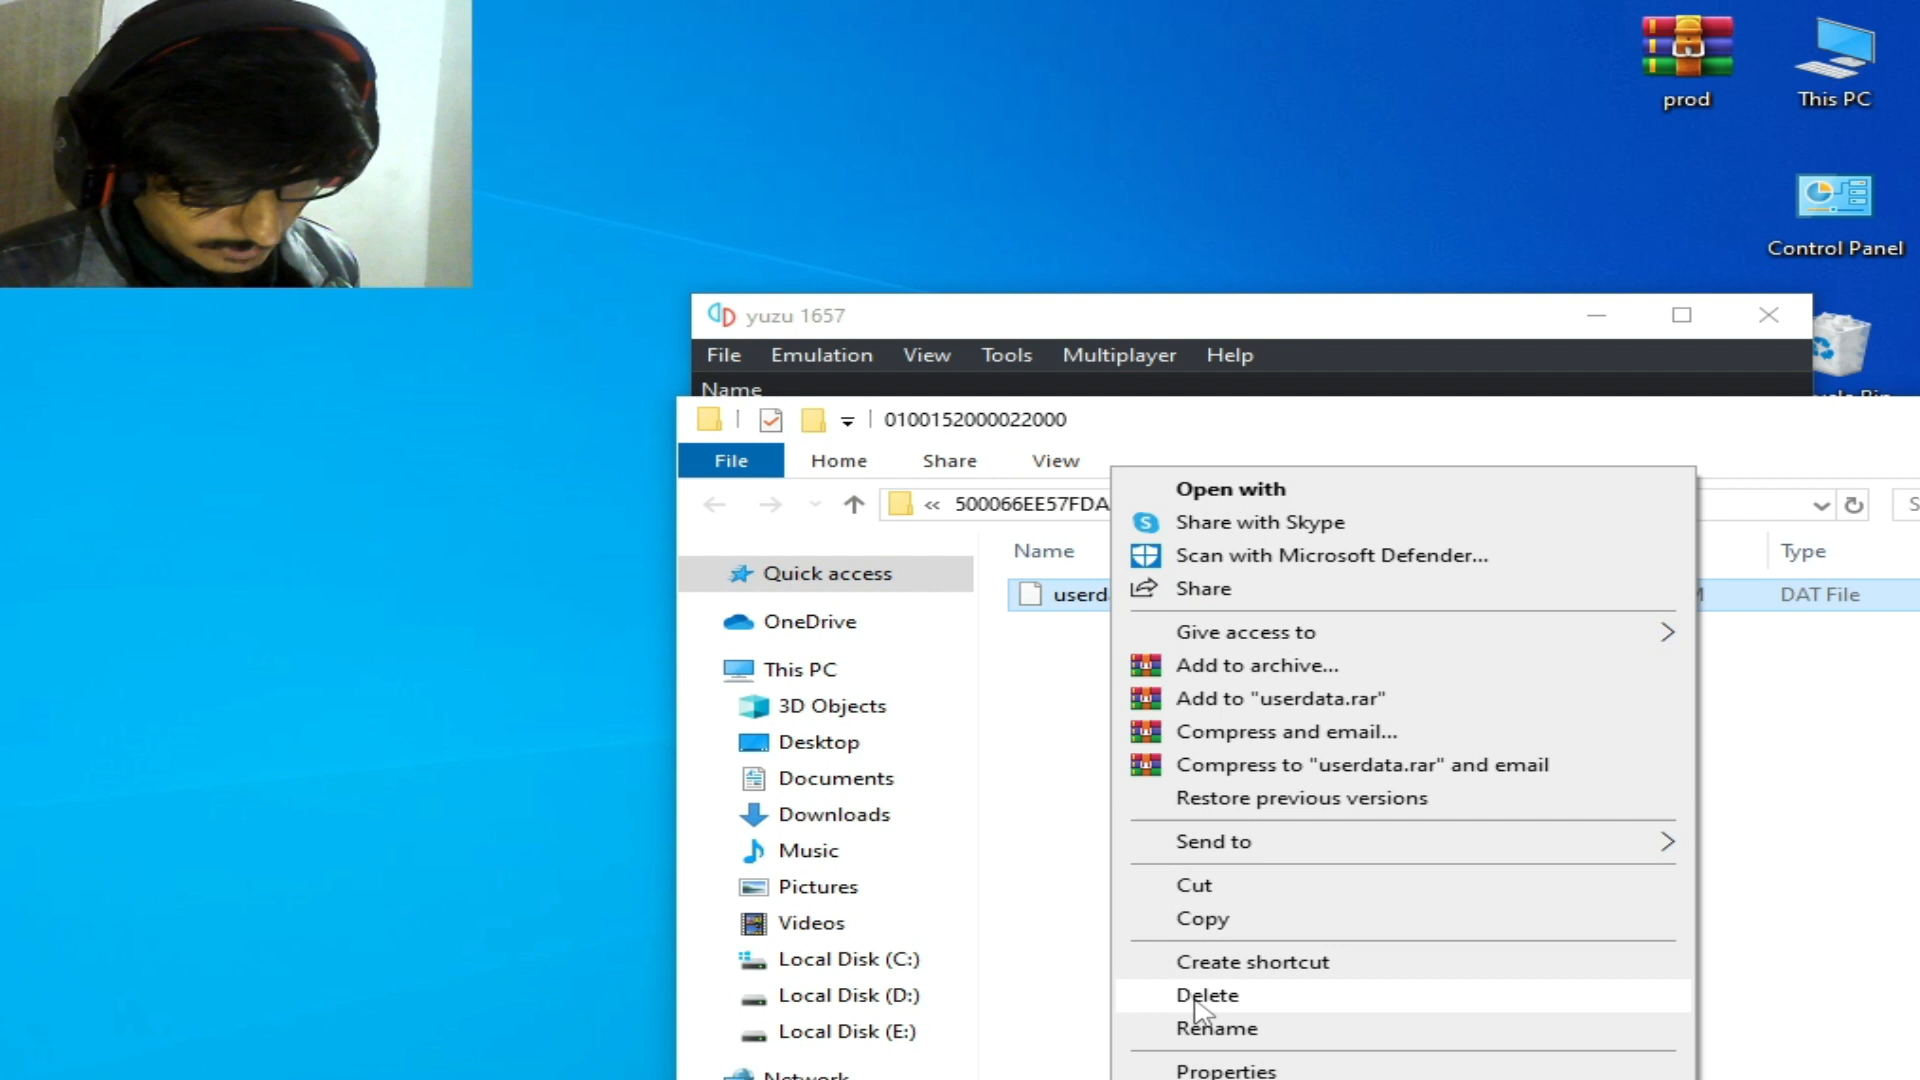 prod
This PC
Control Panel
yuzu 1657
File Emulation View Tools Multiplayer Help
Name
0100152000022000
File Home Share View
« 500066EE57FDA
Name Type
Quick access
userd DAT File
OneDrive
This PC
3D Objects
Desktop
Documents
Downloads
Music
Pictures
Videos
Local Disk (C:)
Local Disk (D:)
Local Disk (E:)
Network
Open with
Share with Skype
Scan with Microsoft Defender...
Share
Give access to
Add to archive...
Add to "userdata.rar"
Compress and email...
Compress to "userdata.rar" and email
Restore previous versions
Send to
Cut
Copy
Create shortcut
Delete
Rename
Properties